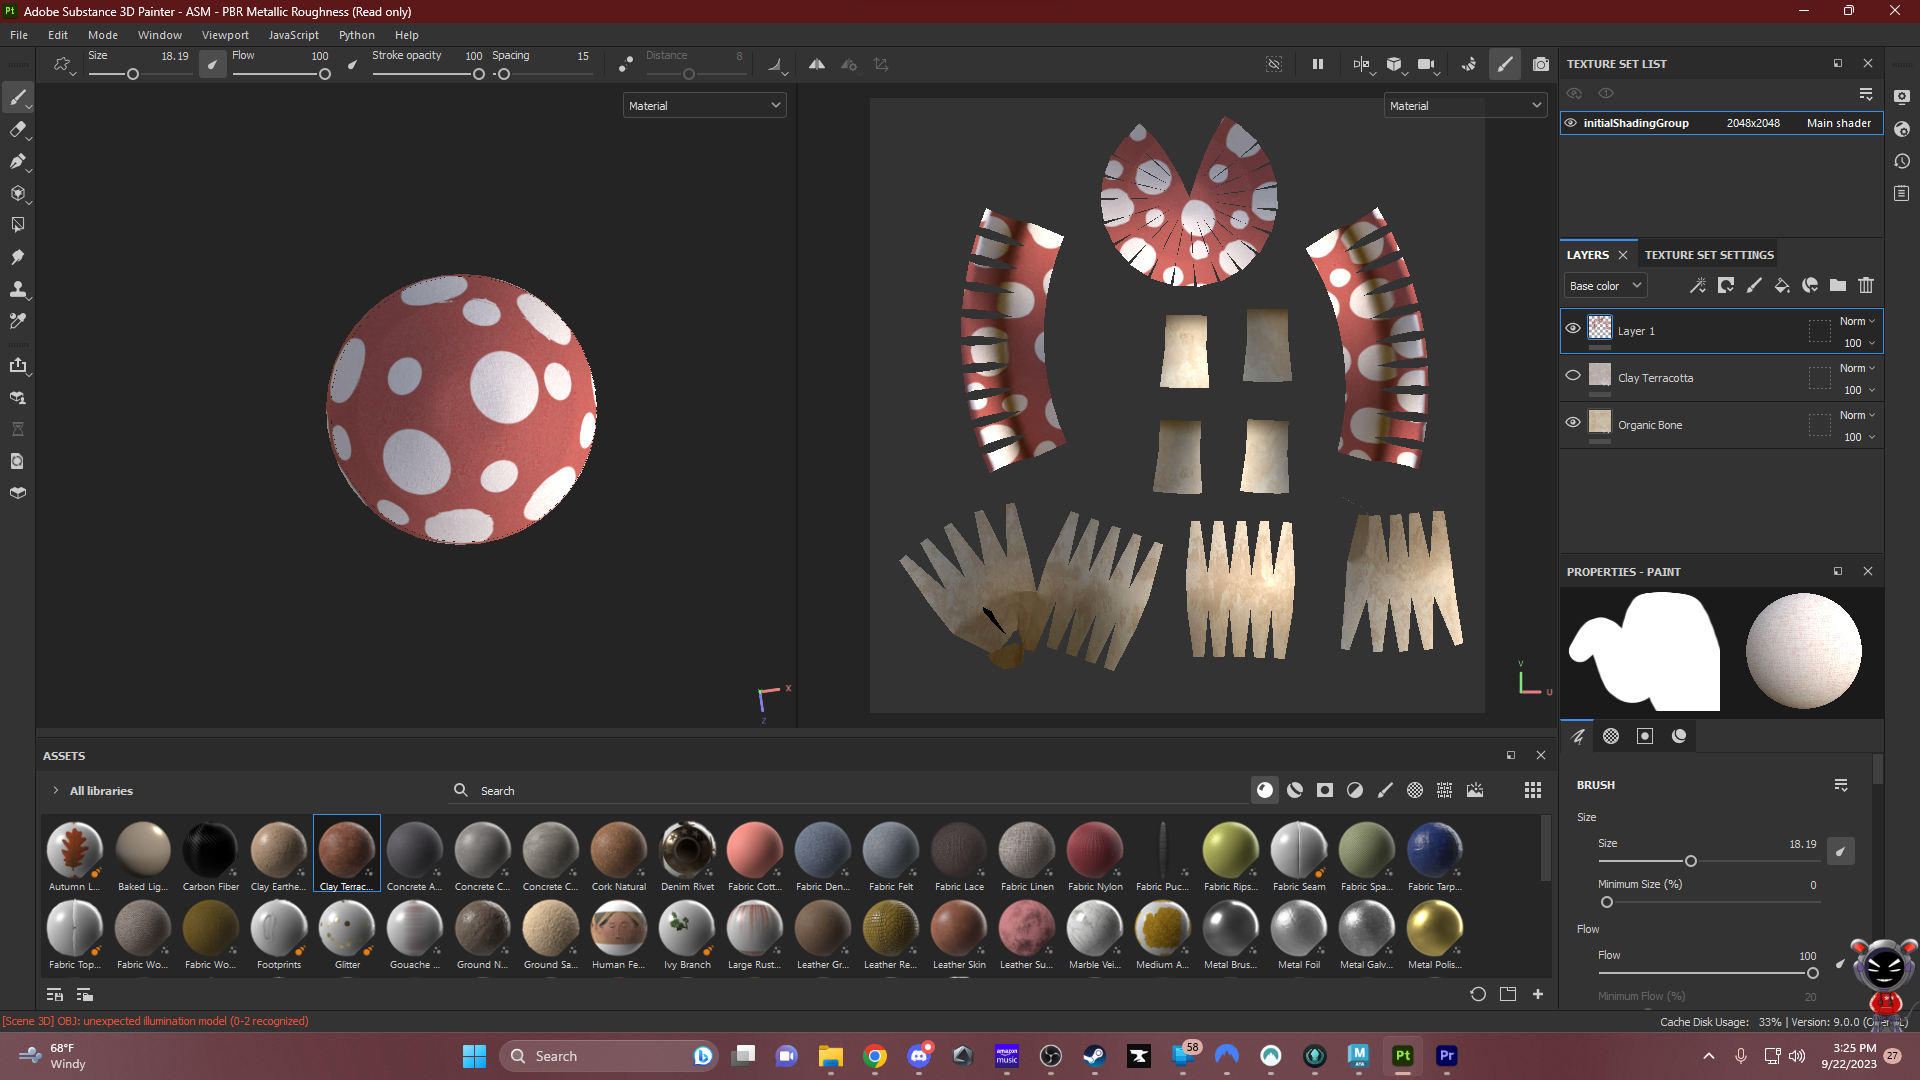 Pt Adobe Substance 3D Painter - ASM - PBR Metallic Roughness (Read only)
File Edit Mode Window Viewport JavaScript Python Help
Size 18.19 Flow 100 Stroke opacity 100 Spacing 15 Distance 8
Material
Material
X
Z
V
U
TEXTURE SET LIST
initialShadingGroup 2048x2048 Main shader
LAYERS TEXTURE SET SETTINGS
Base color
Layer 1 Norm
100
Clay Terracotta Norm
100
Organic Bone Norm
100
PROPERTIES - PAINT
BRUSH
Size
Size 18.19
Minimum Size (%) 0
Flow
Flow 100
Minimum Flow (%) 20
ASSETS
All libraries Search
Autumn L... Baked Lig... Carbon Fiber Clay Earthe... Clay Terrac... Concrete A... Concrete C... Concrete C... Cork Natural Denim Rivet Fabric Cott... Fabric Den... Fabric Felt Fabric Lace Fabric Linen Fabric Nylon Fabric Puc... Fabric Rips... Fabric Seam Fabric Spa... Fabric Tarp...
Fabric Top... Fabric Wo... Fabric Wo... Footprints Glitter Gouache ... Ground N... Ground Sa... Human Fe... Ivy Branch Large Rust... Leather Gr... Leather Re... Leather Skin Leather Su... Marble Vei... Medium A... Metal Brus... Metal Foil Metal Galv... Metal Polis...
[Scene 3D] OBJ: unexpected illumination model (0-2 recognized)
Cache Disk Usage: 33% | Version: 9.0.0
68°F
Windy
Search
amazon music
58
M
Pt
Pr
3:25 PM
9/22/2023
27